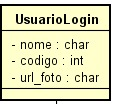 UsuarioLogin
- nome : char
- codigo : int
- url_foto : char